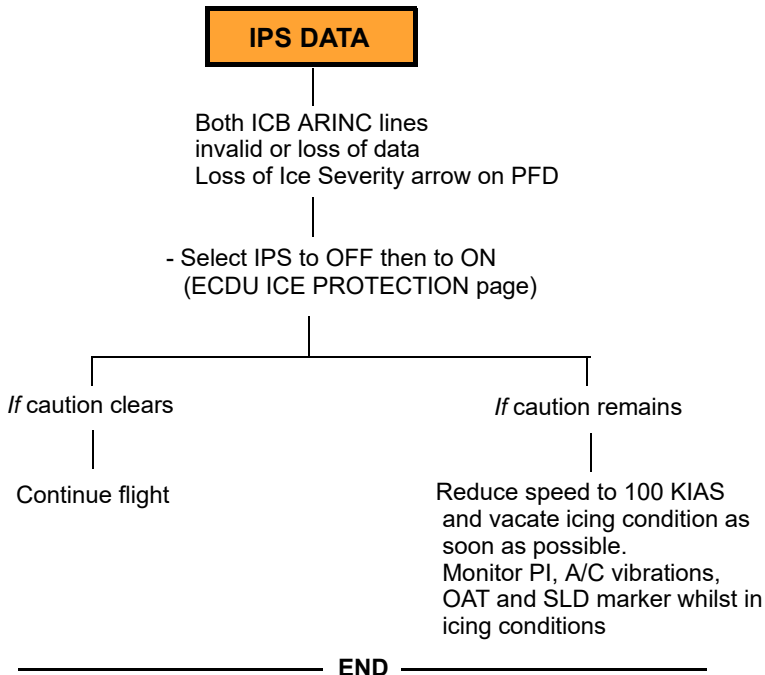 IPS DATA
Both ICB ARINC lines
invalid or loss of data
Loss of Ice Severity arrow on PFD
- Select IPS to OFF then to ON
(ECDU ICE PROTECTION page)
If caution clears
Continue flight
If caution remains
Reduce speed to 100 KIAS
and vacate icing condition as
soon as possible.
Monitor PI, A/C vibrations,
OAT and SLD marker whilst in
icing conditions
END